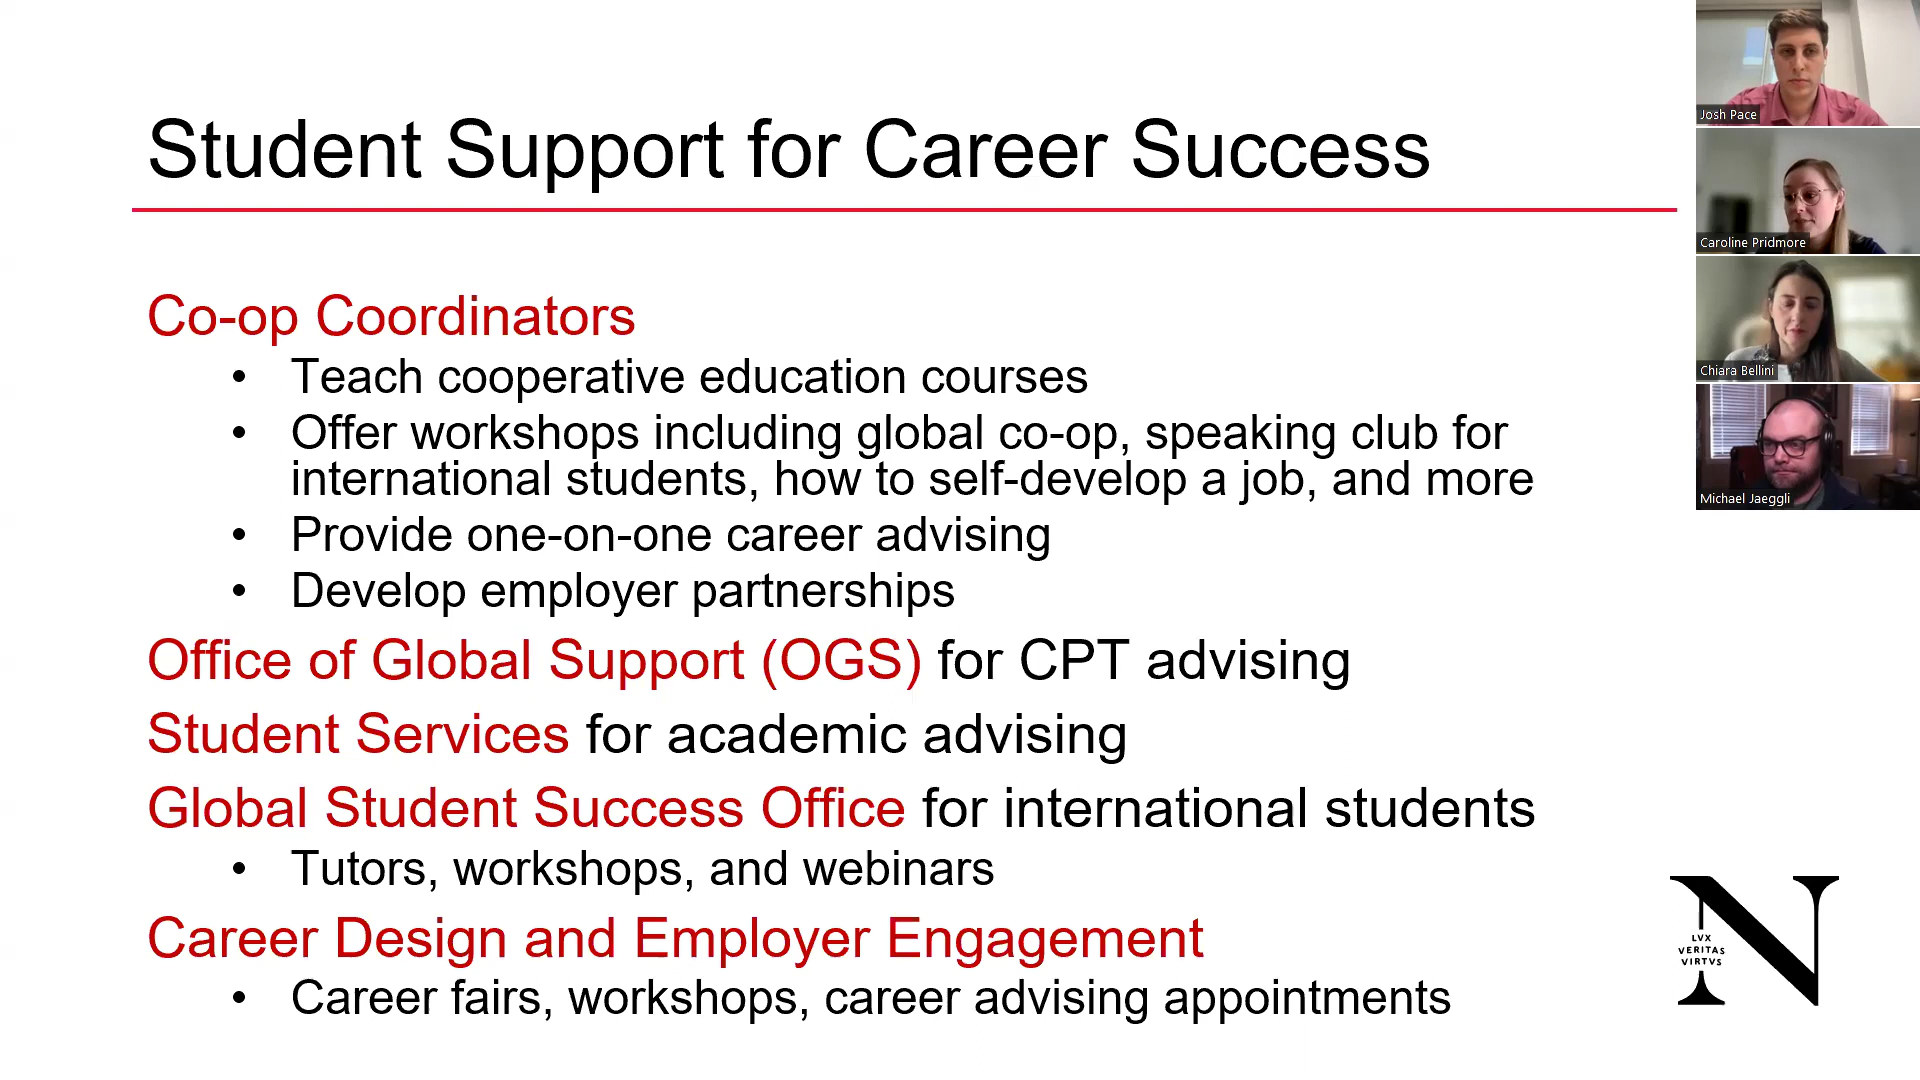 Student Support for Career Success
Co-op Coordinators
• Teach cooperative education courses
• Offer workshops including global co-op, speaking club for
international students, how to self-develop a job, and more
• Provide one-on-one career advising
• Develop employer partnerships
Office of Global Support (OGS) for CPT advising
Student Services for academic advising
Global Student Success Office for international students
• Tutors, workshops, and webinars
Career Design and Employer Engagement
• Career fairs, workshops, career advising appointments
Josh Pace
Caroline Pridmore
Chiara Bellini
Michael Jaeggli
N
LVX
VERITAS
VIRTVS